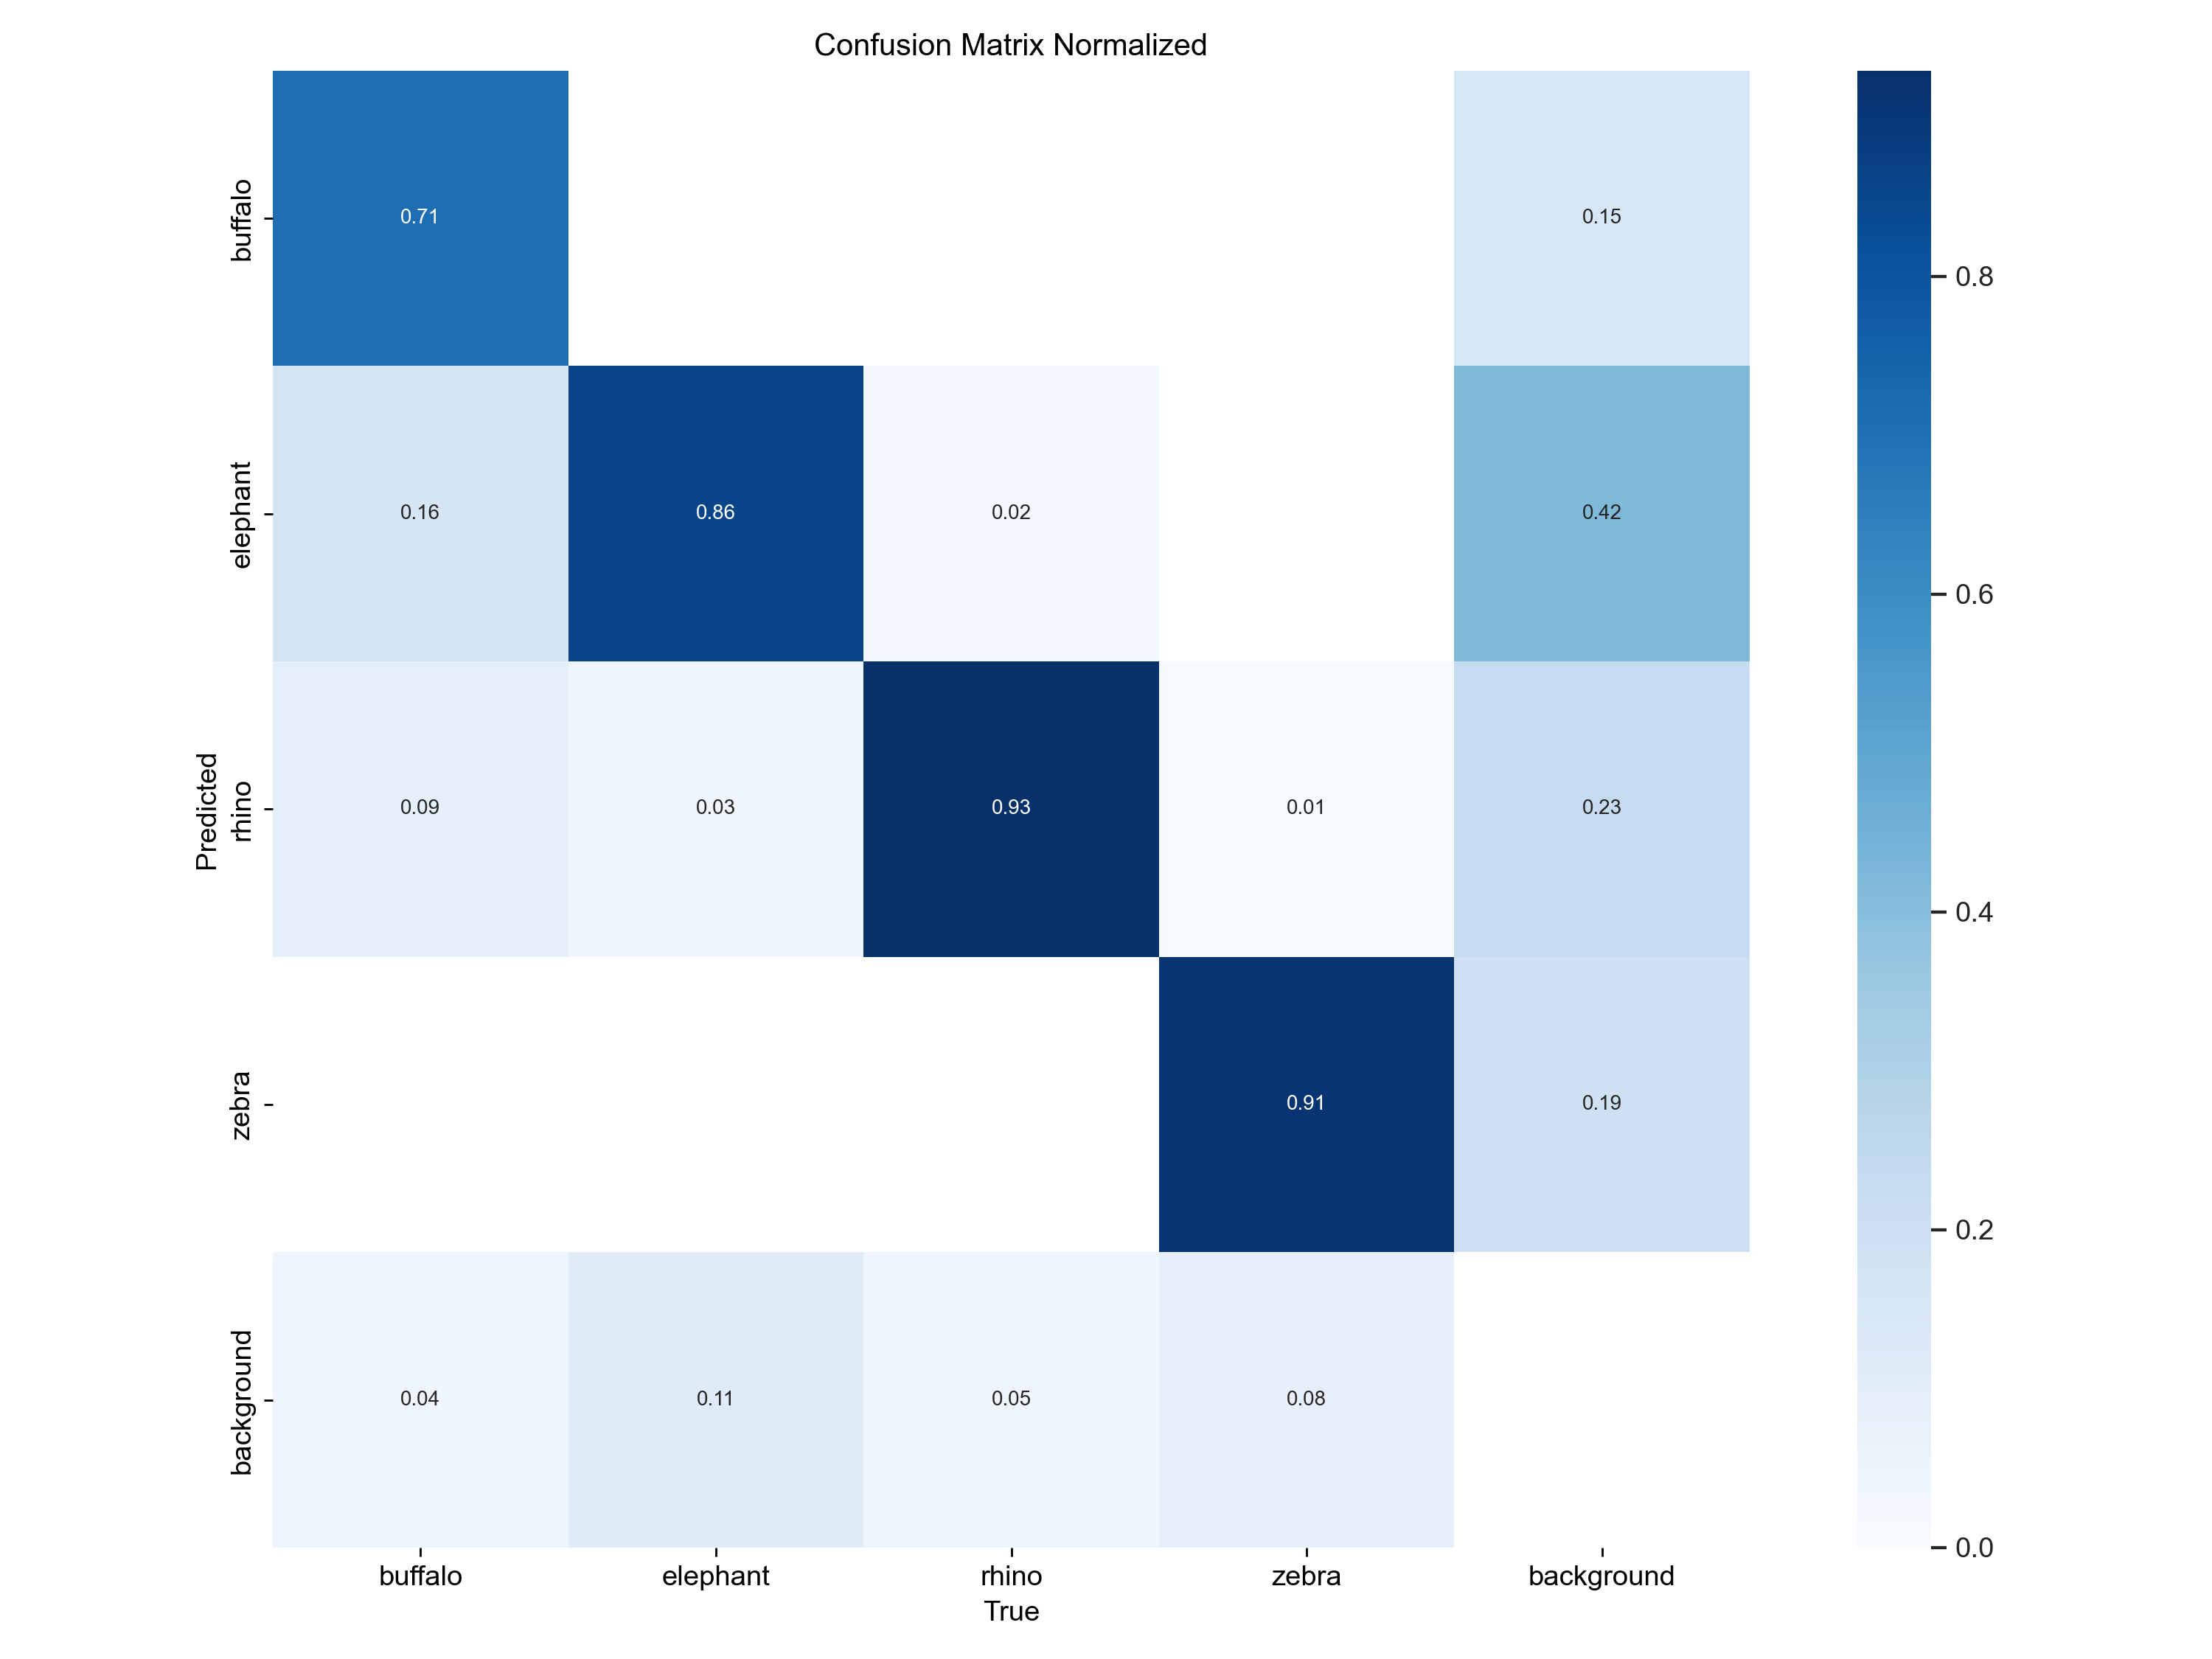 Confusion Matrix Normalized
buffalo
0.71
0.15
0.8
elephant
0.16
0.86
0.02
0.42
0.6
Predicted
rhino
0.09
0.03
0.93
0.01
0.23
0.4
zebra
0.91
0.19
0.2
background
0.04
0.11
0.05
0.08
0.0
buffalo
elephant
rhino
zebra
background
True